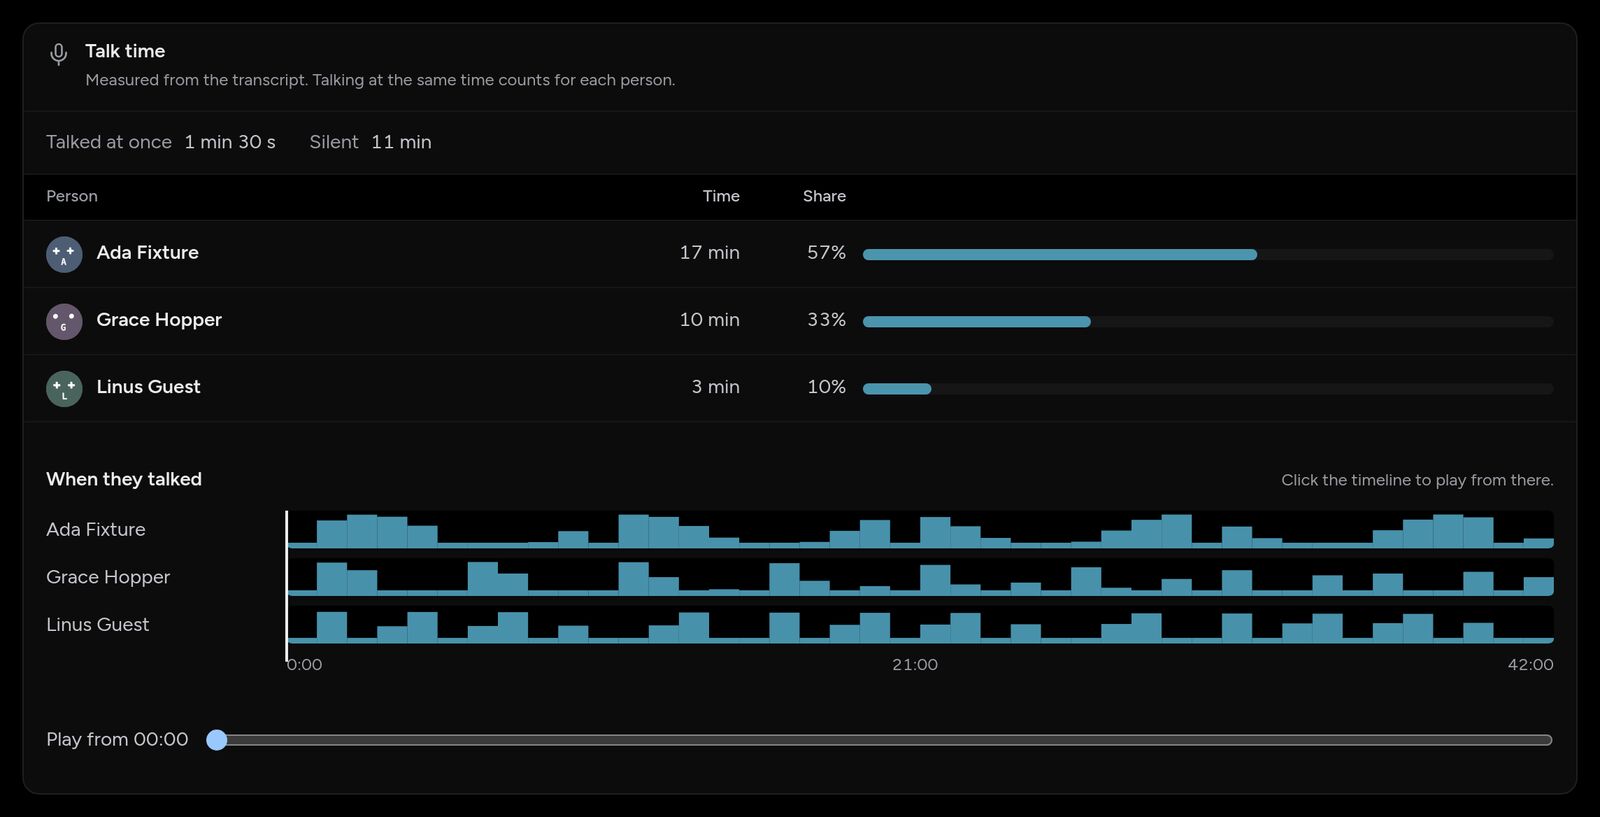 Talk time
Measured from the transcript. Talking at the same time counts for each person.
Talked at once 1 min 30 s Silent 11 min
Person Time Share
A Ada Fixture 17 min 57%
G Grace Hopper 10 min 33%
L Linus Guest 3 min 10%
When they talked Click the timeline to play from there.
Ada Fixture
Grace Hopper
Linus Guest
0:00 21:00 42:00
Play from 00:00